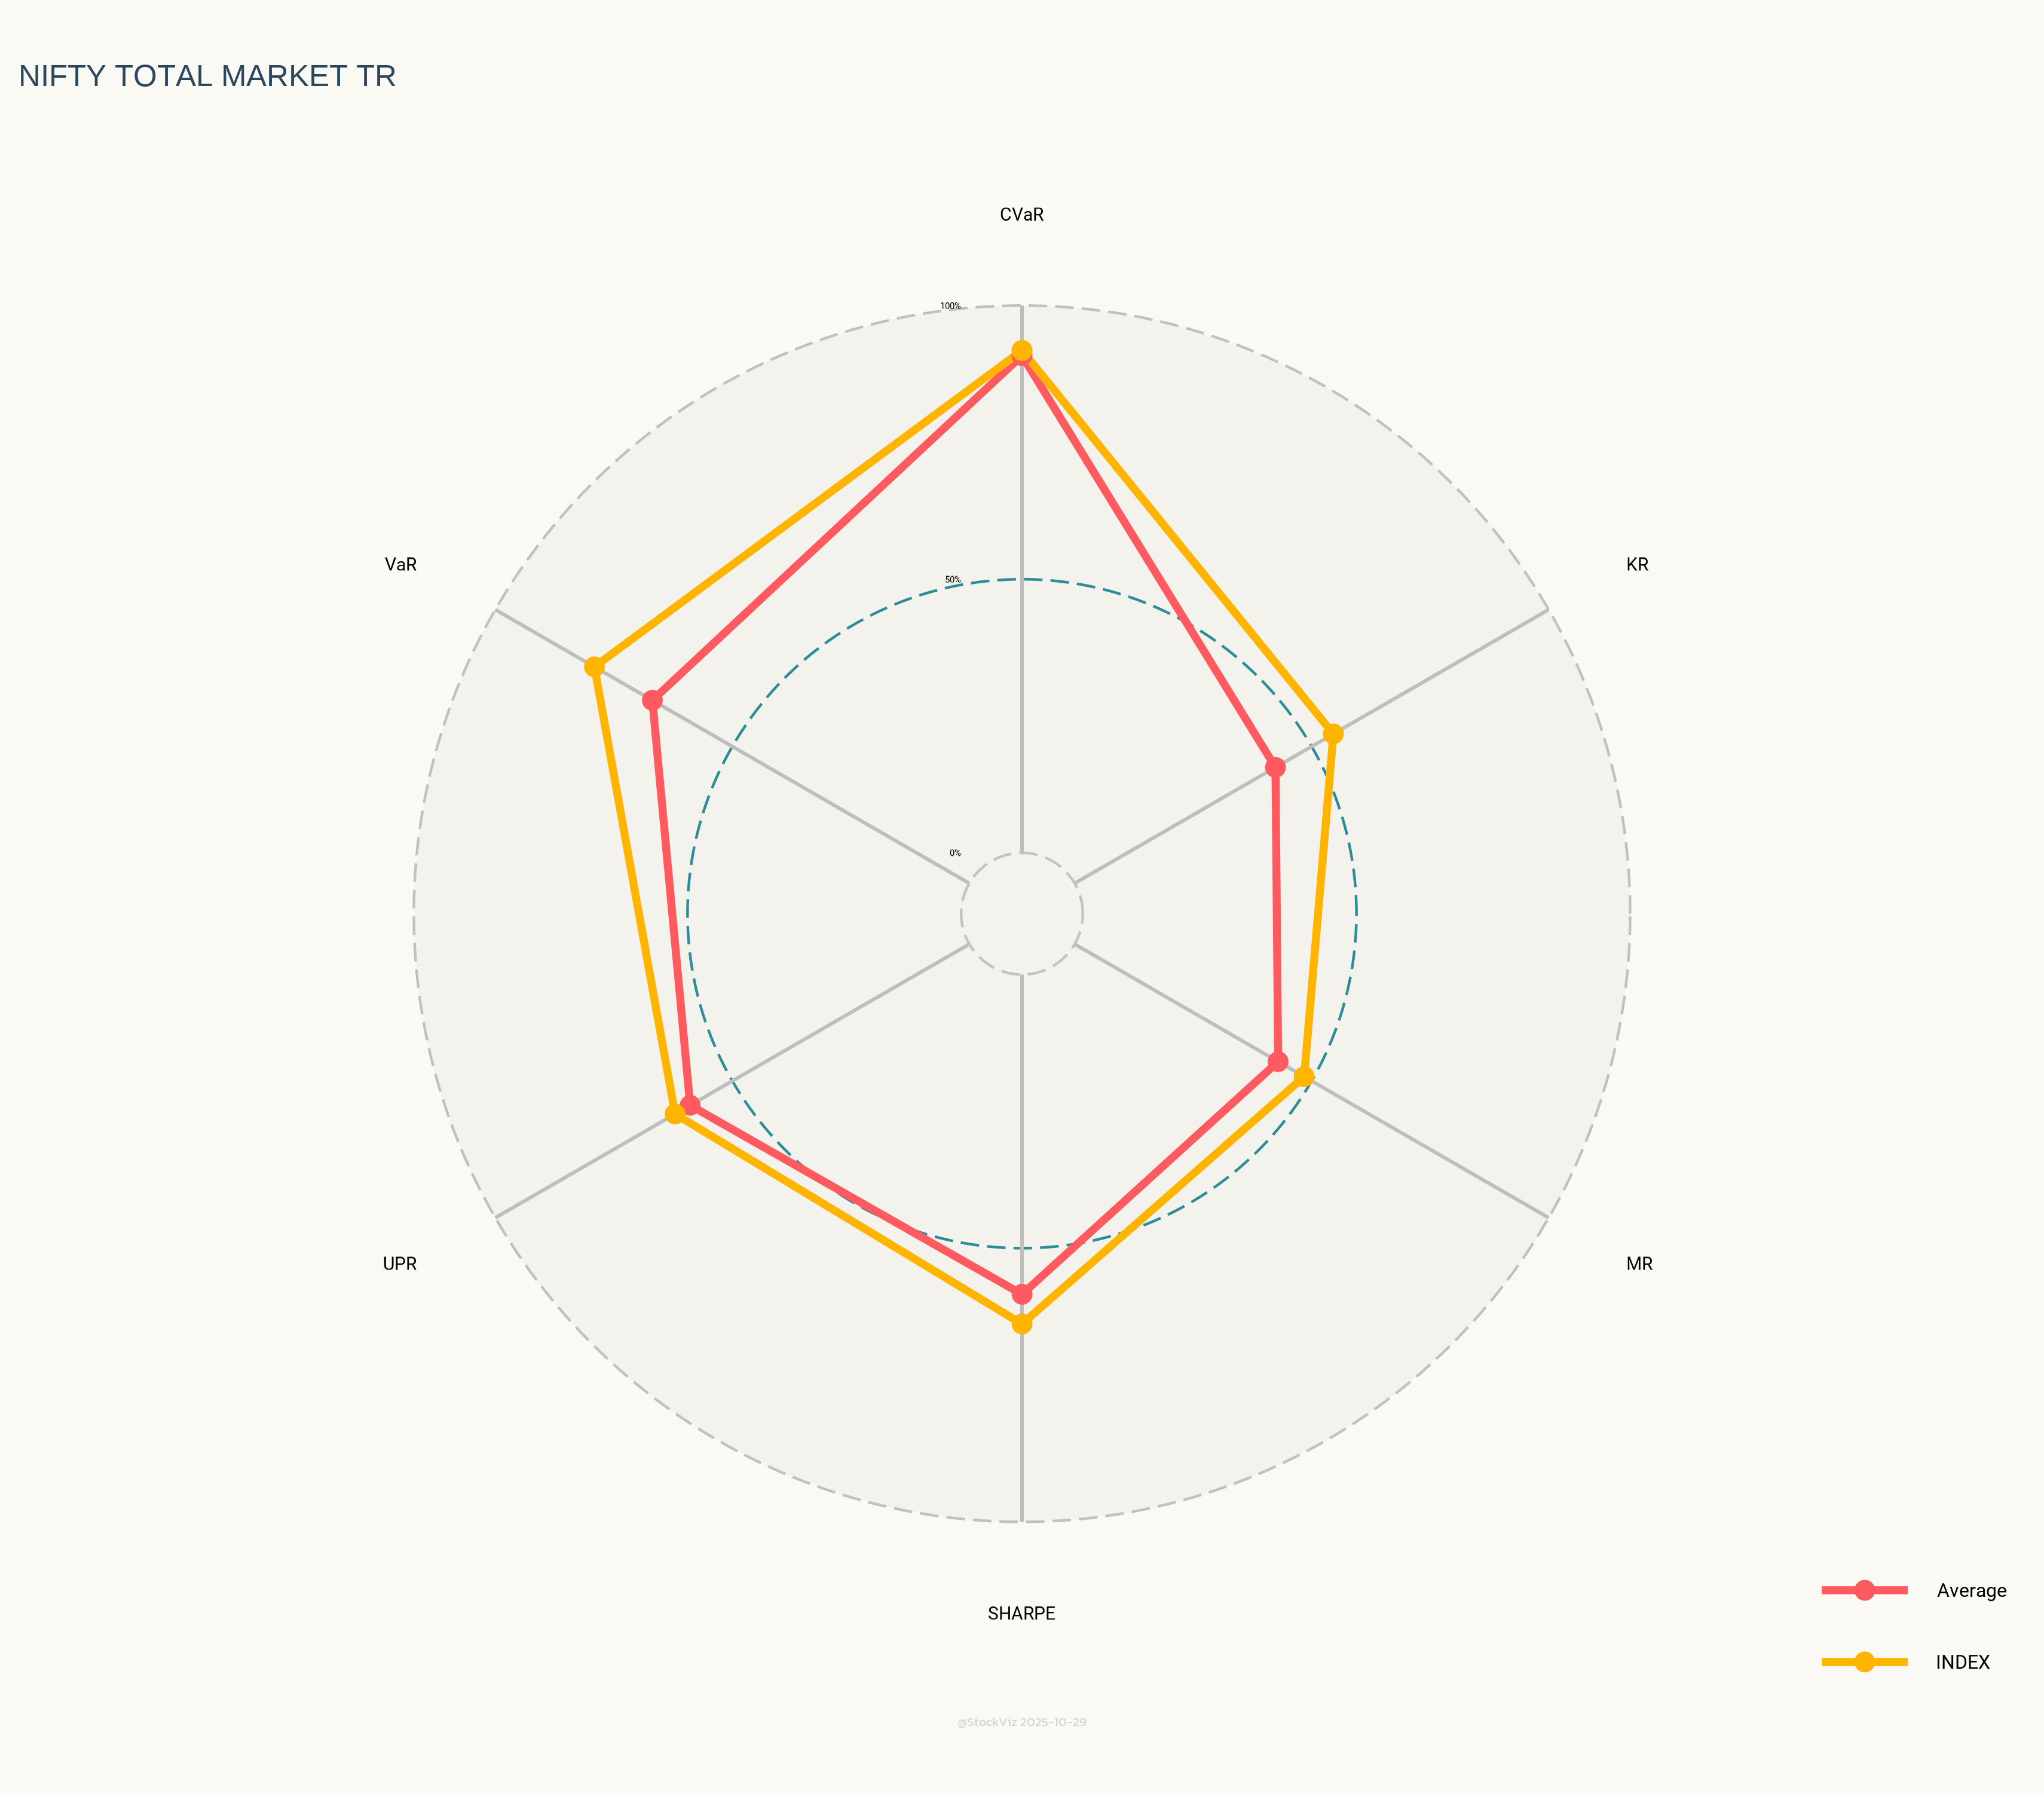 NIFTY TOTAL MARKET TR
CVaR
100%
VaR
KR
50%
0%
UPR
MR
SHARPE
Average
INDEX
@StockViz 2025-10-29